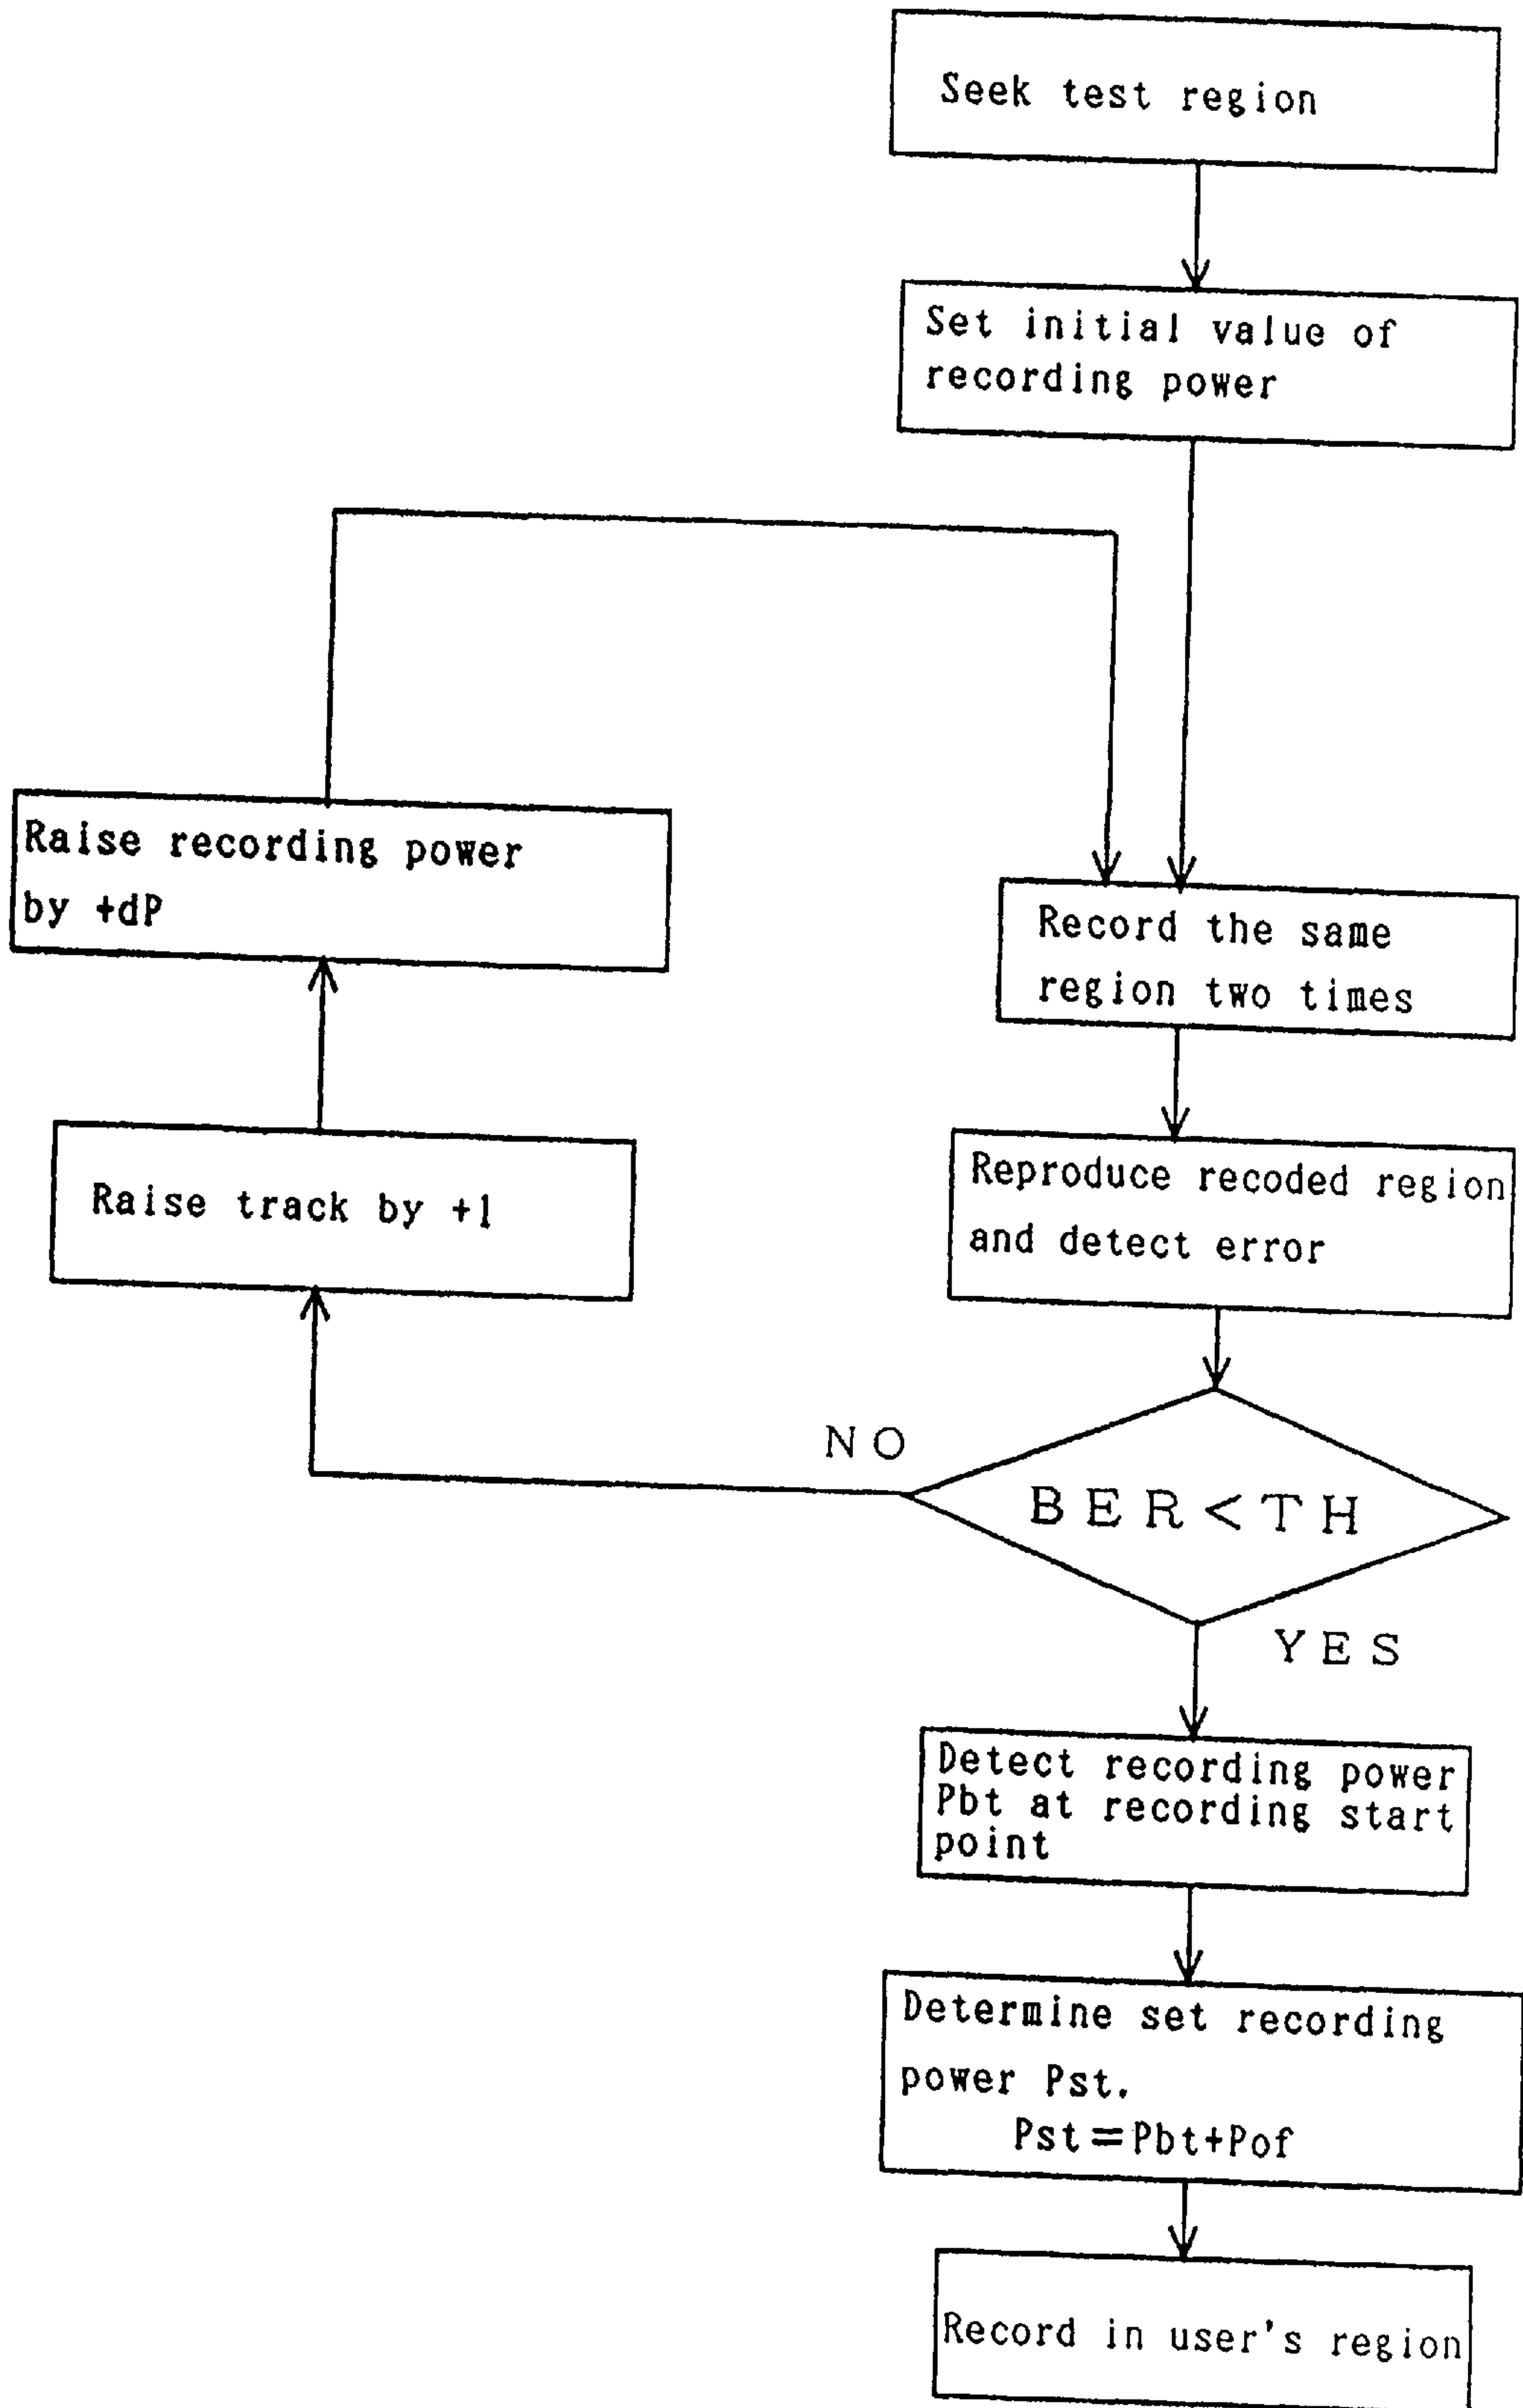 Seek test region
Set initial value of
recording power
Raise recording power
by +dP
Record the same
region two times
Raise track by +1
Reproduce recoded region
and detect error
NO
BER<TH
YES
Detect recording power
Pbt at recording start
point
Determine set recording
power Pst.
Pst=Pbt+Pof
Record in user's region